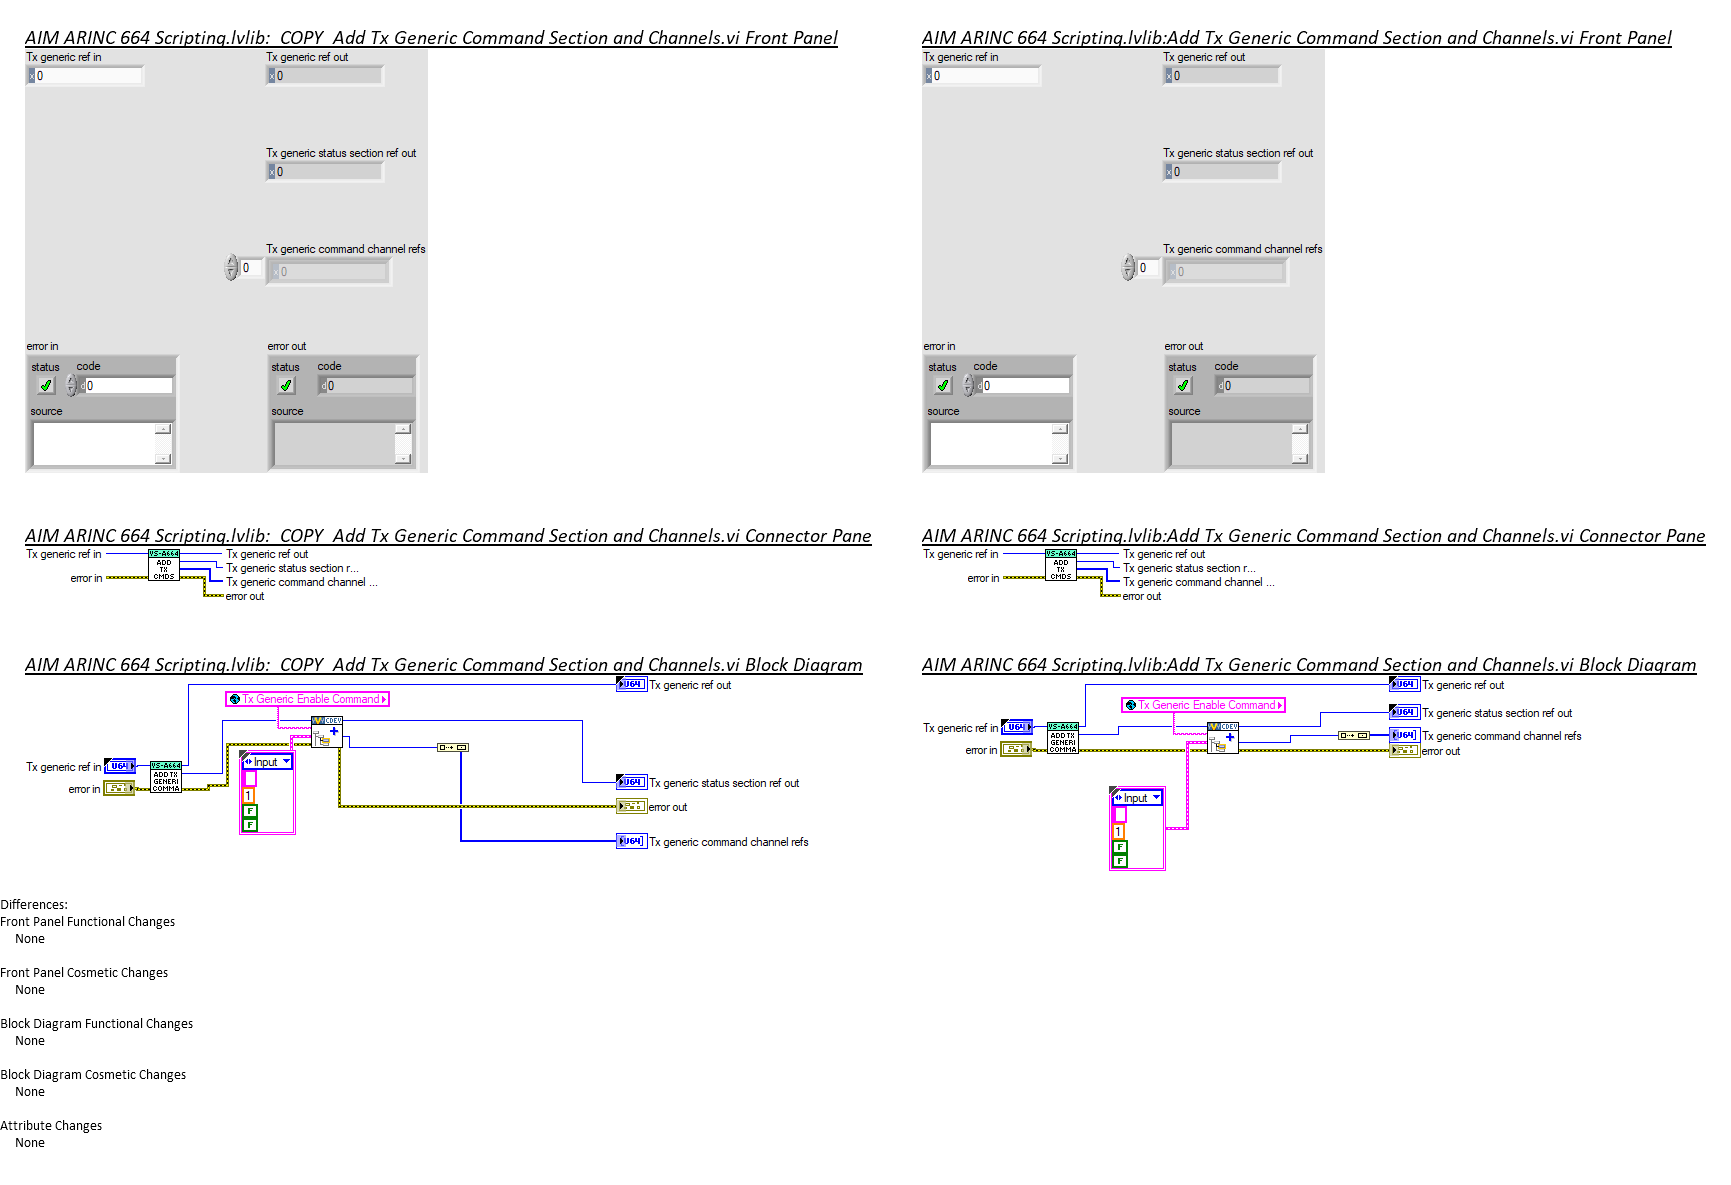 AIM ARINC 664 Scripting.lvlib:  COPY  Add Tx Generic Command Section and Channels.vi Front Panel
Tx generic ref in
Tx generic ref out
x 0
x 0
Tx generic status section ref out
x 0
Tx generic command channel refs
0
x 0
error in
error out
status
code
d 0
source
status
code
d 0
source
AIM ARINC 664 Scripting.lvlib:Add Tx Generic Command Section and Channels.vi Front Panel
Tx generic ref in
Tx generic ref out
x 0
x 0
Tx generic status section ref out
x 0
Tx generic command channel refs
0
x 0
error in
error out
status
code
d 0
source
status
code
d 0
source
AIM ARINC 664 Scripting.lvlib:  COPY  Add Tx Generic Command Section and Channels.vi Connector Pane
Tx generic ref in
error in
VS-A664
ADD
TX
CMDS
Tx generic ref out
Tx generic status section r...
Tx generic command channel ...
error out
AIM ARINC 664 Scripting.lvlib:Add Tx Generic Command Section and Channels.vi Connector Pane
Tx generic ref in
error in
VS-A664
ADD
TX
CMDS
Tx generic ref out
Tx generic status section r...
Tx generic command channel ...
error out
AIM ARINC 664 Scripting.lvlib:  COPY  Add Tx Generic Command Section and Channels.vi Block Diagram
U64
Tx generic ref out
Tx Generic Enable Command
CDEV
Tx generic ref in
U64
error in
VS-A664
ADD TX
GENERI
COMMA
Input
1
F
F
U64
Tx generic status section ref out
error out
U64
Tx generic command channel refs
AIM ARINC 664 Scripting.lvlib:Add Tx Generic Command Section and Channels.vi Block Diagram
U64
Tx generic ref out
Tx Generic Enable Command
U64
Tx generic status section ref out
Tx generic ref in
U64
VS-A664
ADD TX
GENERI
COMMA
CDEV
U64
Tx generic command channel refs
error in
error out
Input
1
F
F
Differences:
Front Panel Functional Changes
None
Front Panel Cosmetic Changes
None
Block Diagram Functional Changes
None
Block Diagram Cosmetic Changes
None
Attribute Changes
None